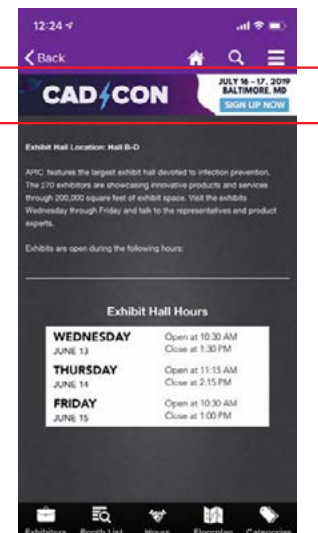 12:24
Back
CAD/CON
JULY 16-17, 2019
BALTIMORE, MD
SIGN UP NOW
Exhibit Hall Location: Hall B-D
APIC features the largest exhibit hall devoted to infection prevention.
The 270 exhibitors are showcasing innovative products and services
through 200,000 square feet of exhibit space. Visit the exhibits
Wednesday through Friday and talk to the representatives and product
experts.
Exhibits are open during the following hours:
Exhibit Hall Hours
WEDNESDAY Open at 10:30 AM
JUNE 13 Close at 1:30 PM
THURSDAY Open at 11:15 AM
JUNE 14 Close at 2:15 PM
FRIDAY Open at 10:30 AM
JUNE 15 Close at 1:00 PM
Exhibitors Booth List Hours Floorplan Categories